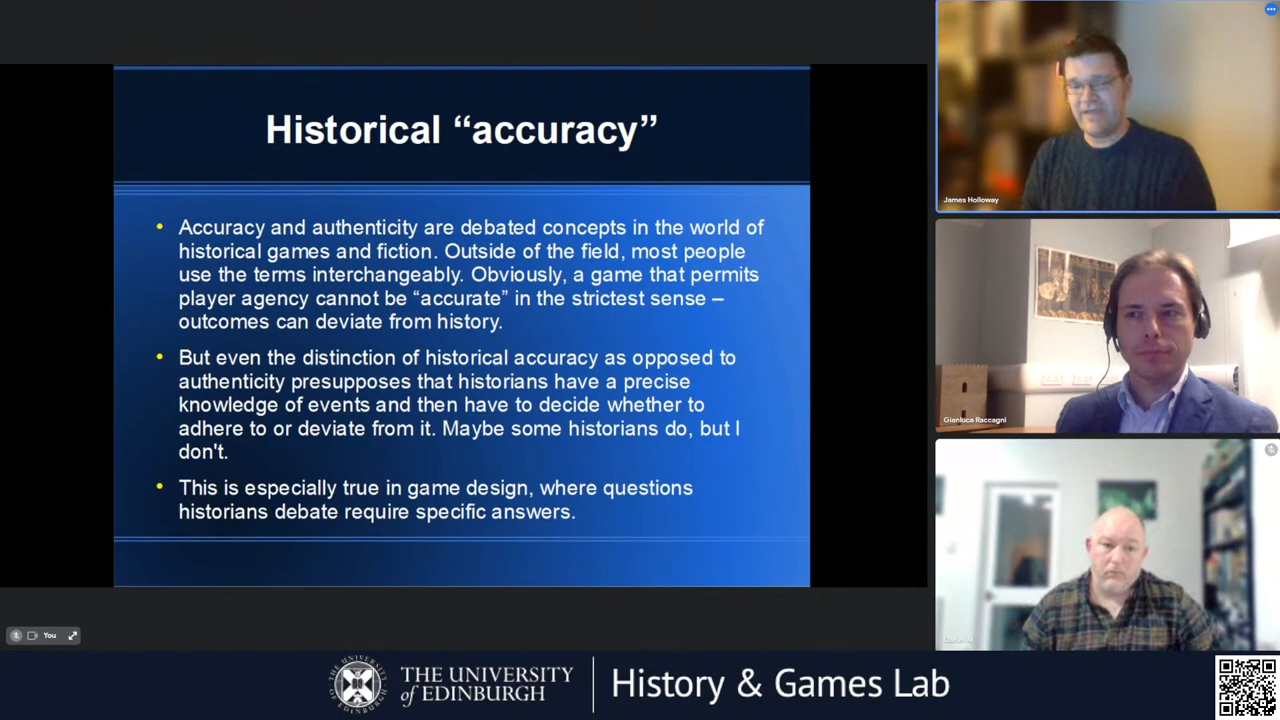 Historical “accuracy”
Accuracy and authenticity are debated concepts in the world of
historical games and fiction. Outside of the field, most people
use the terms interchangeably. Obviously, a game that permits
player agency cannot be “accurate” in the strictest sense –
outcomes can deviate from history.
But even the distinction of historical accuracy as opposed to
authenticity presupposes that historians have a precise
knowledge of events and then have to decide whether to
adhere to or deviate from it. Maybe some historians do, but I
don't.
This is especially true in game design, where questions
historians debate require specific answers.
James Holloway
Gianluca Raccagni
You
THE UNIVERSITY
of EDINBURGH
History & Games Lab